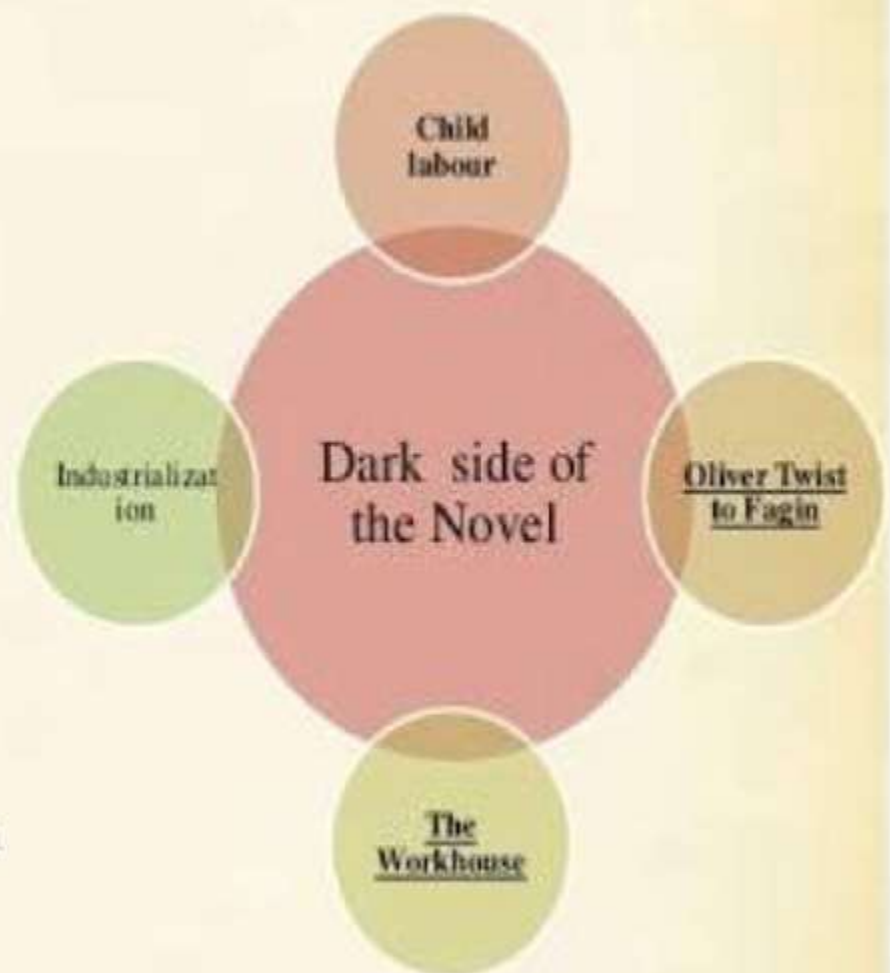 Child
labour
Industrializat
ion
Dark side of
the Novel
Oliver Twist
to Fagin
The
Workhouse